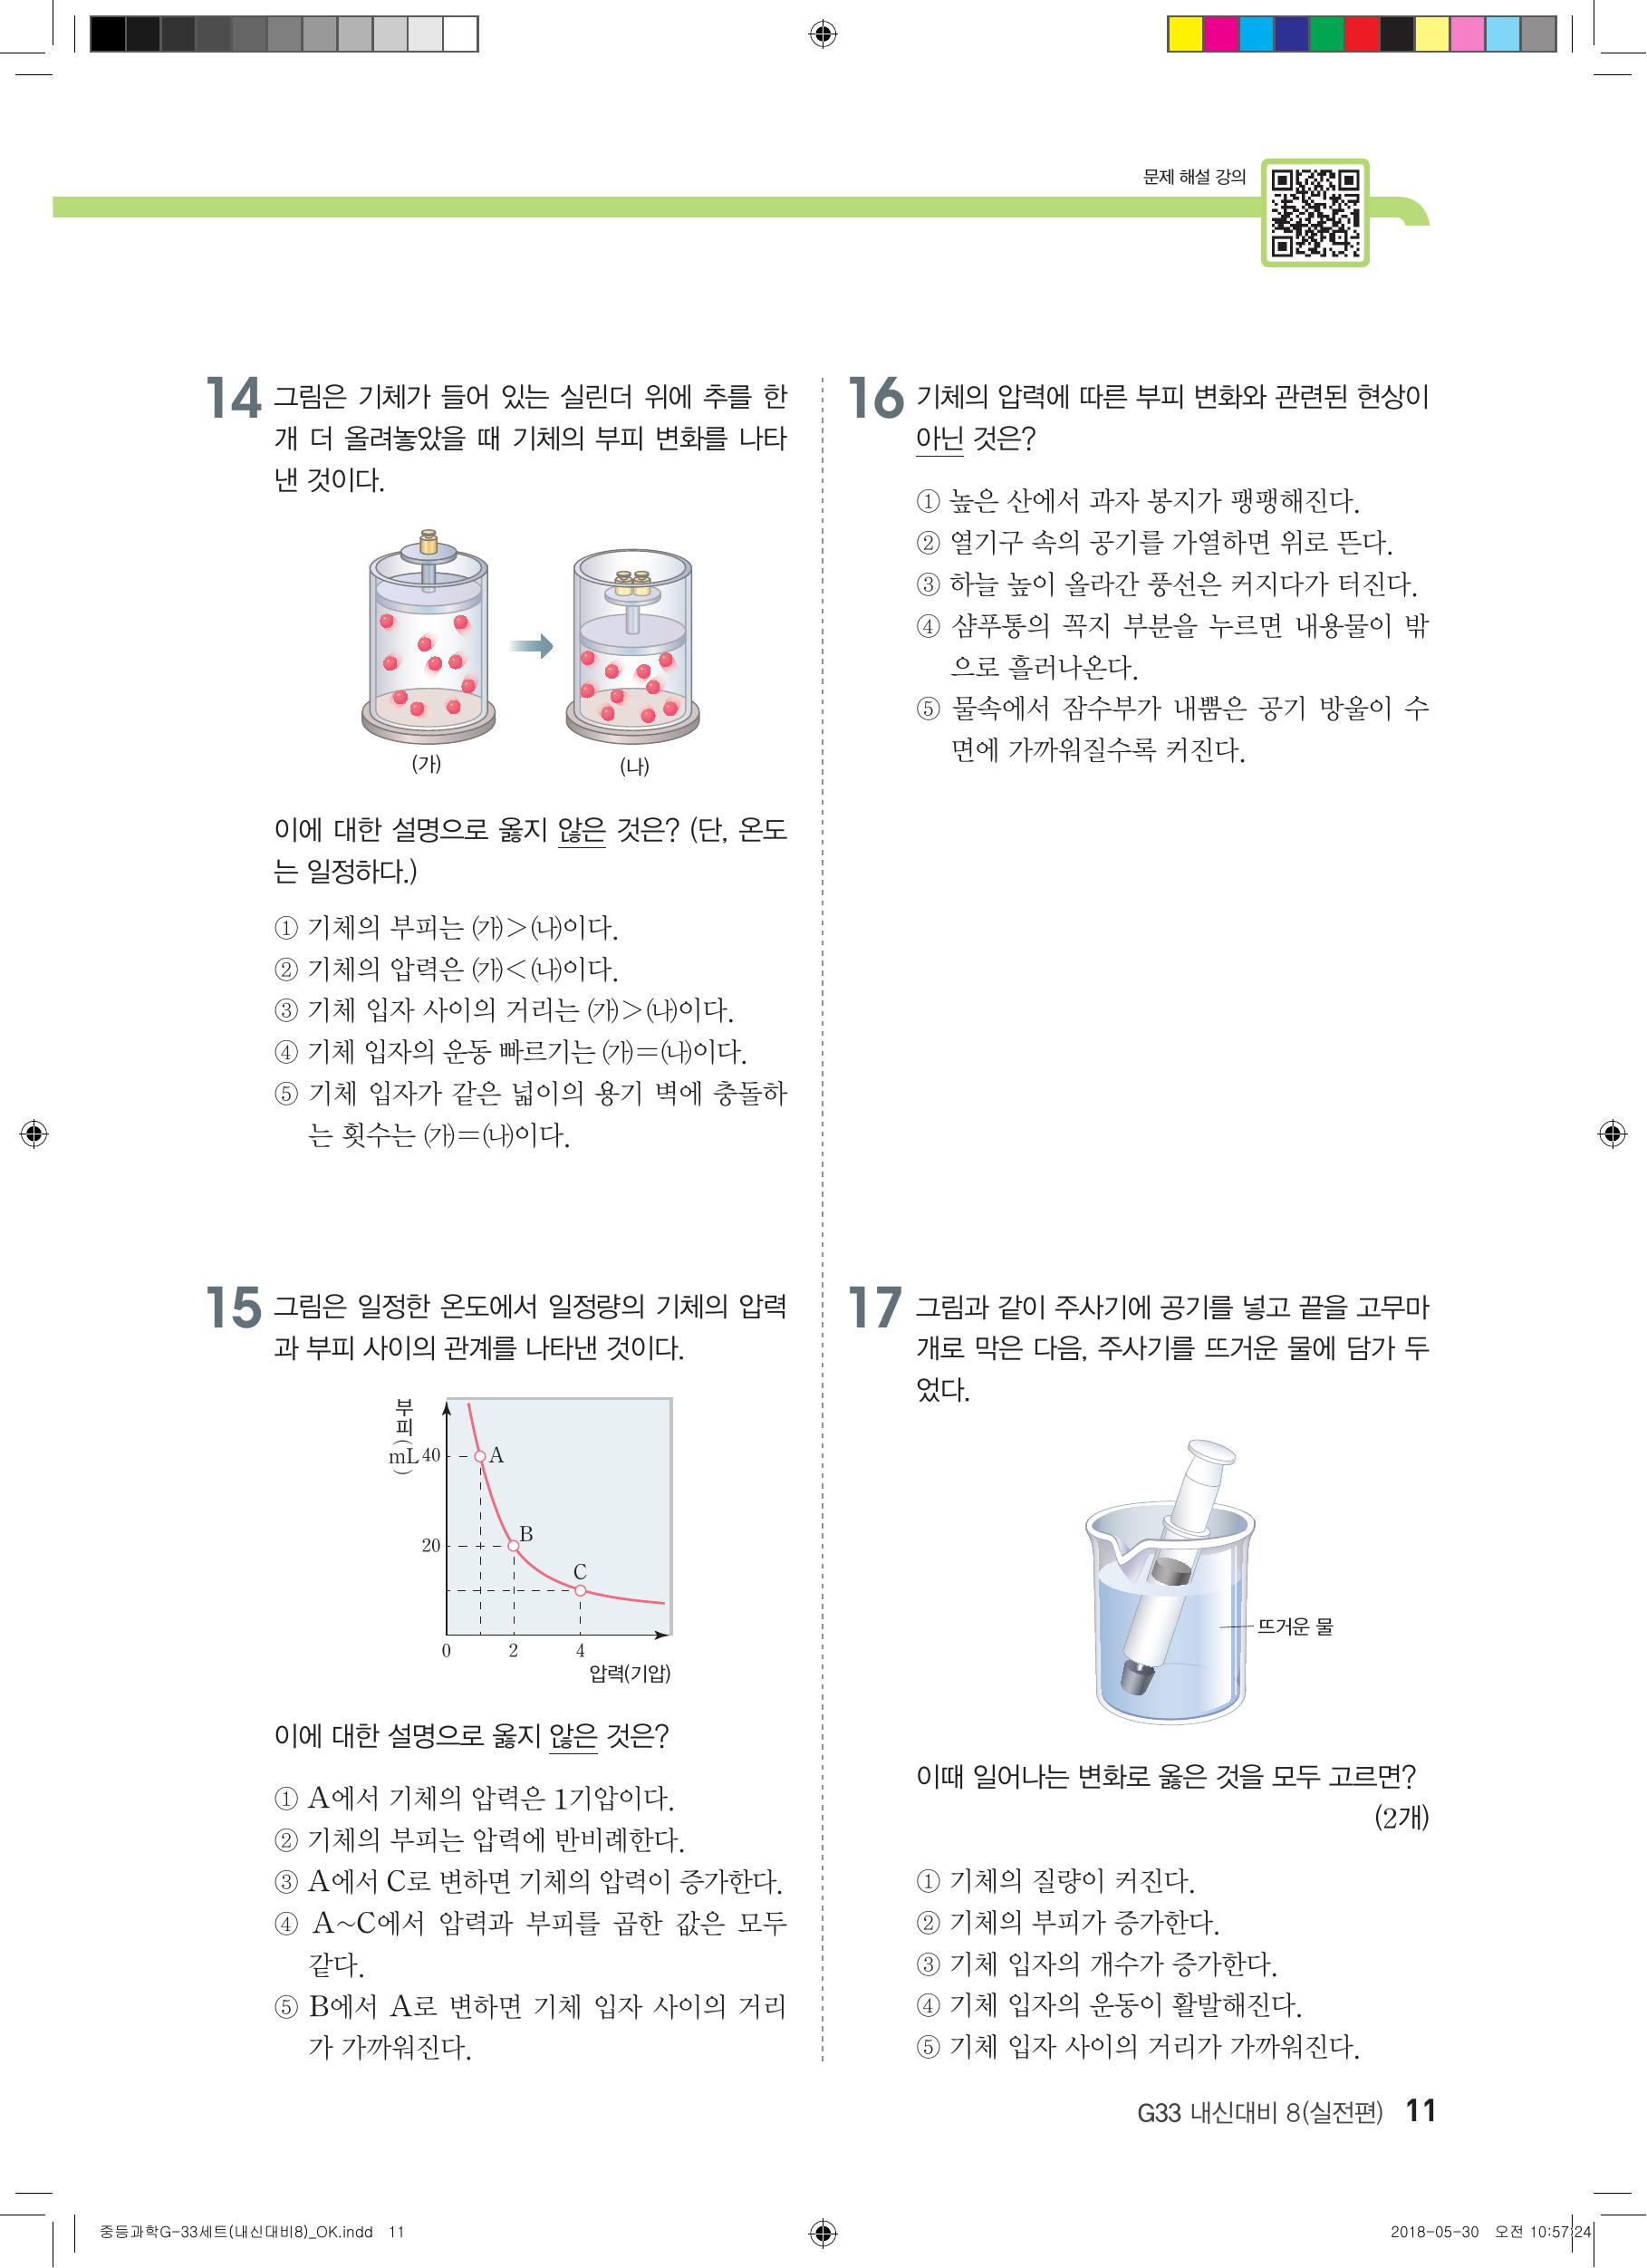 문제 해설 강의
14 그림은 기체가 들어 있는 실린더 위에 추를 한
개 더 올려놓았을 때 기체의 부피 변화를 나타
낸 것이다.
(가)
(나)
이에 대한 설명으로 옳지 않은 것은? (단, 온도
는 일정하다.)
① 기체의 부피는 (가)>(나)이다.
② 기체의 압력은 (가)<(나)이다.
③ 기체 입자 사이의 거리는 (가)>(나)이다.
④ 기체 입자의 운동 빠르기는 (가)=(나)이다.
⑤ 기체 입자가 같은 넓이의 용기 벽에 충돌하
는 횟수는 (가)=(나)이다.
15 그림은 일정한 온도에서 일정량의 기체의 압력
과 부피 사이의 관계를 나타낸 것이다.
부피(mL)
40
A
20
B
C
0
2
4
압력(기압)
이에 대한 설명으로 옳지 않은 것은?
① A에서 기체의 압력은 1기압이다.
② 기체의 부피는 압력에 반비례한다.
③ A에서 C로 변하면 기체의 압력이 증가한다.
④ A~C에서 압력과 부피를 곱한 값은 모두
같다.
⑤ B에서 A로 변하면 기체 입자 사이의 거리
가 가까워진다.
16 기체의 압력에 따른 부피 변화와 관련된 현상이
아닌 것은?
① 높은 산에서 과자 봉지가 팽팽해진다.
② 열기구 속의 공기를 가열하면 위로 뜬다.
③ 하늘 높이 올라간 풍선은 커지다가 터진다.
④ 샴푸통의 꼭지 부분을 누르면 내용물이 밖
으로 흘러나온다.
⑤ 물속에서 잠수부가 내뿜은 공기 방울이 수
면에 가까워질수록 커진다.
17 그림과 같이 주사기에 공기를 넣고 끝을 고무마
개로 막은 다음, 주사기를 뜨거운 물에 담가 두
었다.
뜨거운 물
이때 일어나는 변화로 옳은 것을 모두 고르면?
(2개)
① 기체의 질량이 커진다.
② 기체의 부피가 증가한다.
③ 기체 입자의 개수가 증가한다.
④ 기체 입자의 운동이 활발해진다.
⑤ 기체 입자 사이의 거리가 가까워진다.
G33 내신대비 8(실전편) 11
중등과학G-33세트(내신대비8)_OK.indd 11
2018-05-30 오전 10:57:24